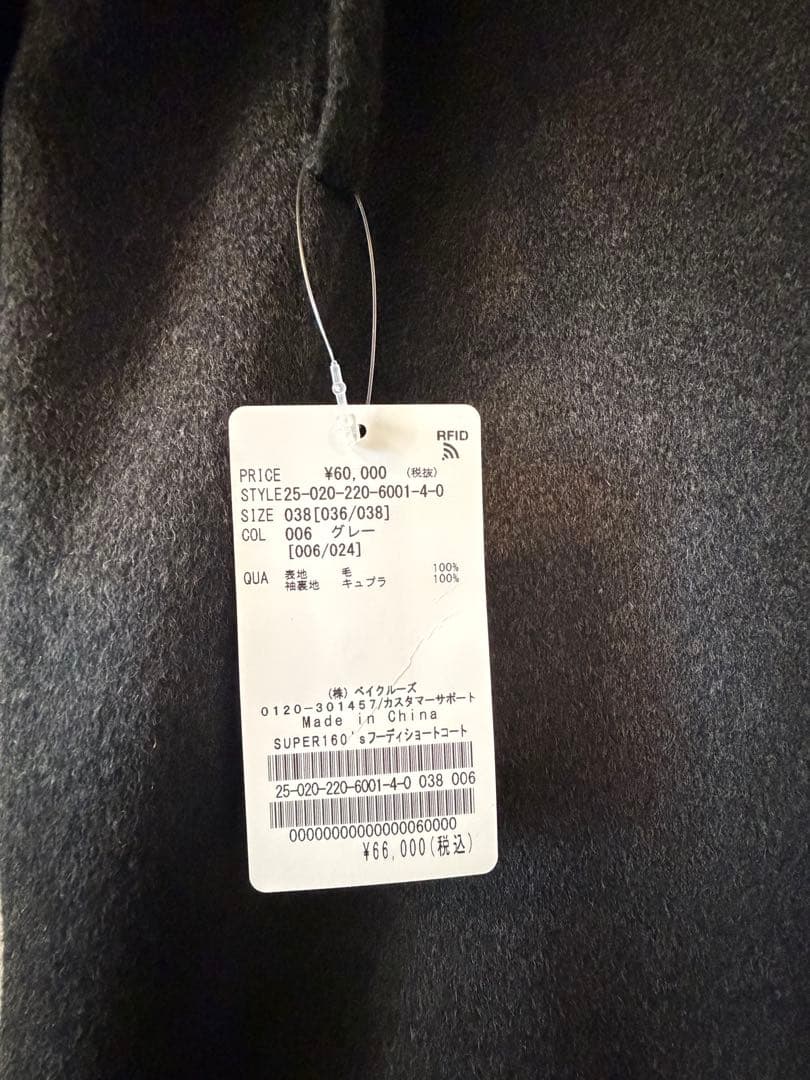 RFID
PRICE ¥60,000 (税抜)
STYLE25-020-220-6001-4-0
SIZE 038[036/038]
COL 006 グレー
[006/024]
QUA 表地 毛 100%
袖裏地 キュプラ 100%
(株) ベイクルーズ
0120-301457/カスタマーサポート
Made in China
SUPER160'sフーディショートコート
25-020-220-6001-4-0 038 006
00000000000000060000
¥66,000(税込)